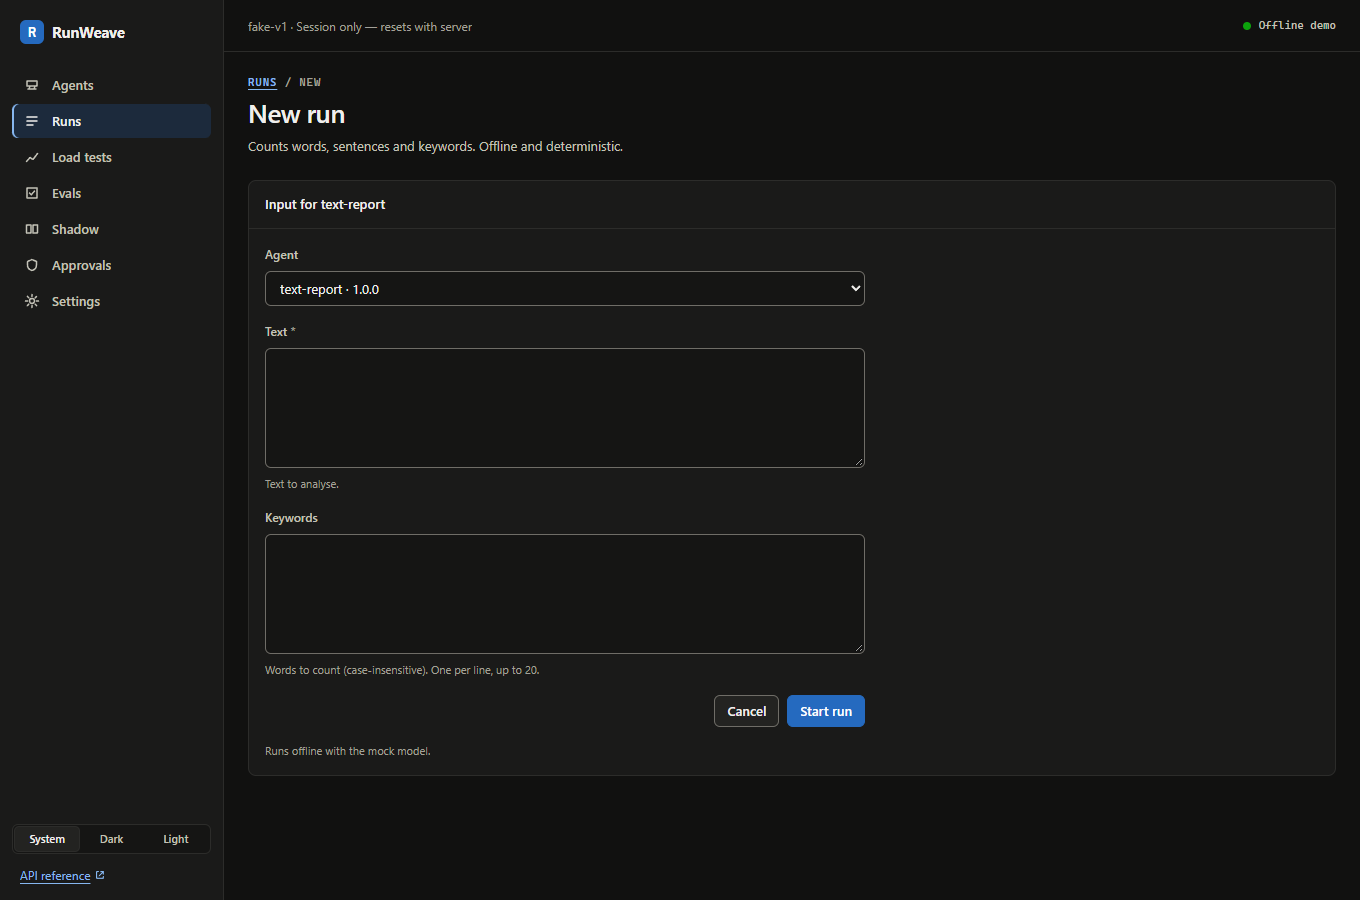 R RunWeave
Agents
Runs
Load tests
Evals
Shadow
Approvals
Settings
System Dark Light
API reference
fake-v1 · Session only — resets with server
Offline demo
RUNS / NEW
New run
Counts words, sentences and keywords. Offline and deterministic.
Input for text-report
Agent
text-report · 1.0.0
Text *
Text to analyse.
Keywords
Words to count (case-insensitive). One per line, up to 20.
Cancel Start run
Runs offline with the mock model.